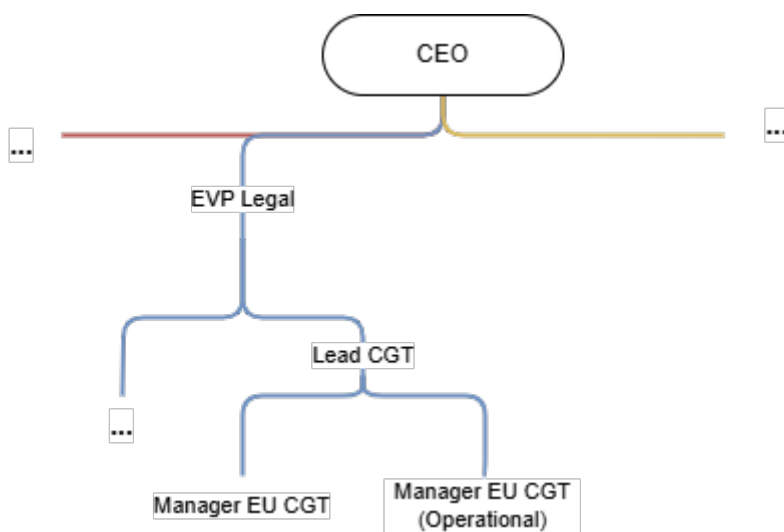 CEO
...
...
EVP Legal
Lead CGT
...
Manager EU CGT
Manager EU CGT
(Operational)